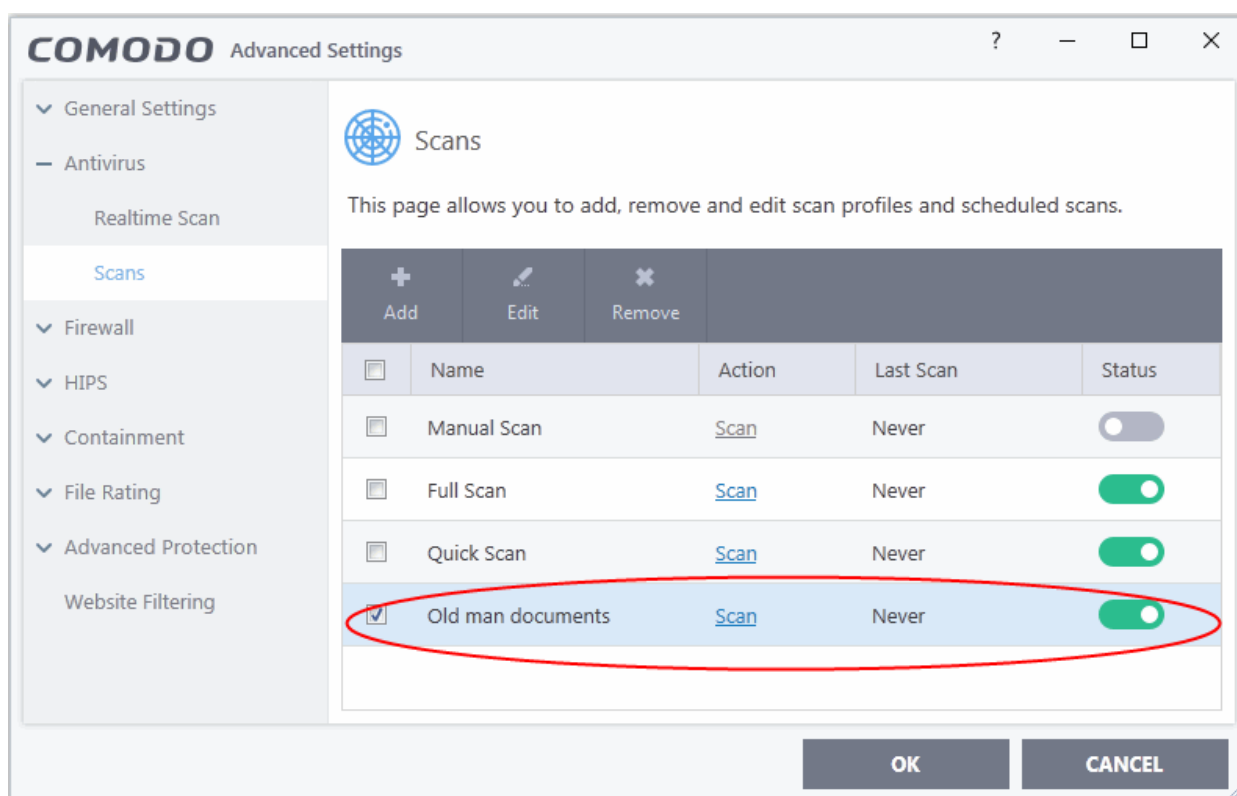 COMODO Advanced Settings ?
General Settings
Antivirus
Realtime Scan
Scans
Firewall
HIPS
Containment
File Rating
Advanced Protection
Website Filtering
Scans
This page allows you to add, remove and edit scan profiles and scheduled scans.
Add Edit Remove
Name Action Last Scan Status
Manual Scan Scan Never
Full Scan Scan Never
Quick Scan Scan Never
Old man documents Scan Never
OK CANCEL